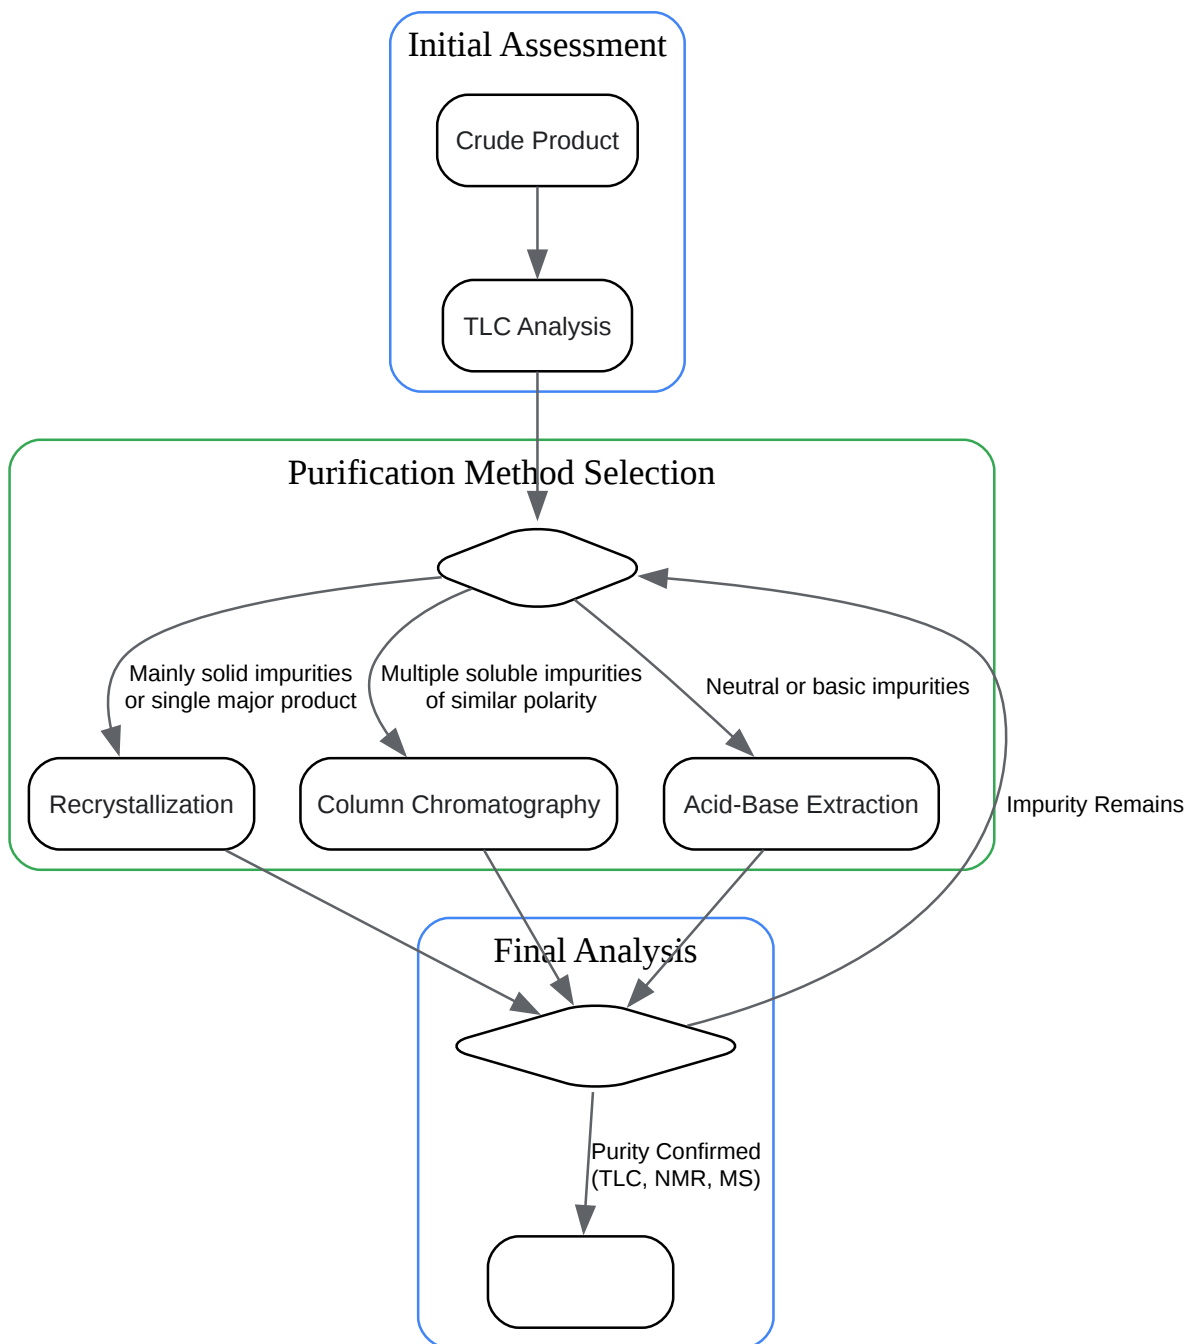 Initial Assessment
Crude Product
TLC Analysis
Purification Method Selection
Mainly solid impurities
or single major product
Multiple soluble impurities
of similar polarity
Neutral or basic impurities
Recrystallization
Column Chromatography
Acid-Base Extraction
Impurity Remains
Final Analysis
Purity Confirmed
(TLC, NMR, MS)